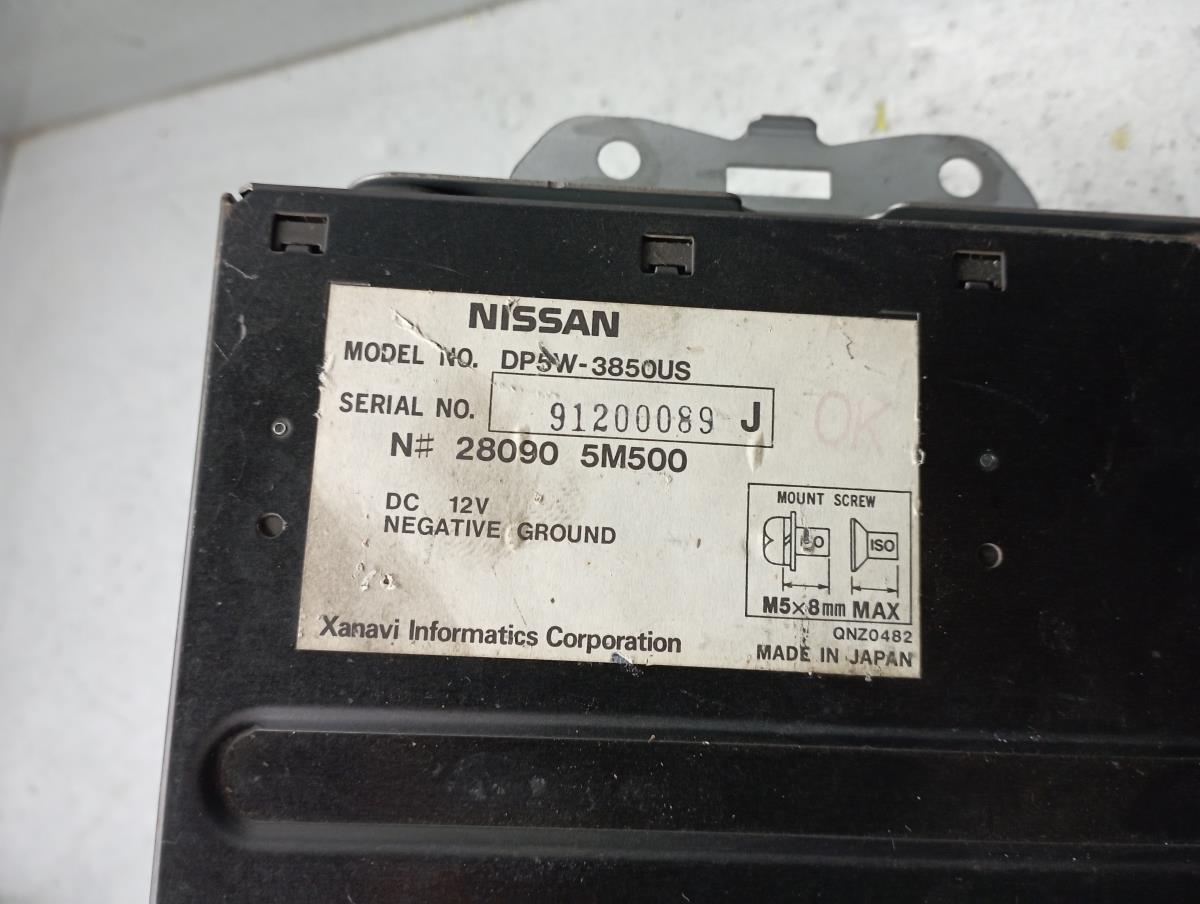 NISSAN
MODEL NO. DP5W-3850US
SERIAL NO. 91200089 J
OK
N# 28090 5M500
DC 12V
NEGATIVE GROUND
MOUNT SCREW
ISO ISO
M5×8mm MAX
QNZ0482
Xanavi Informatics Corporation
MADE IN JAPAN